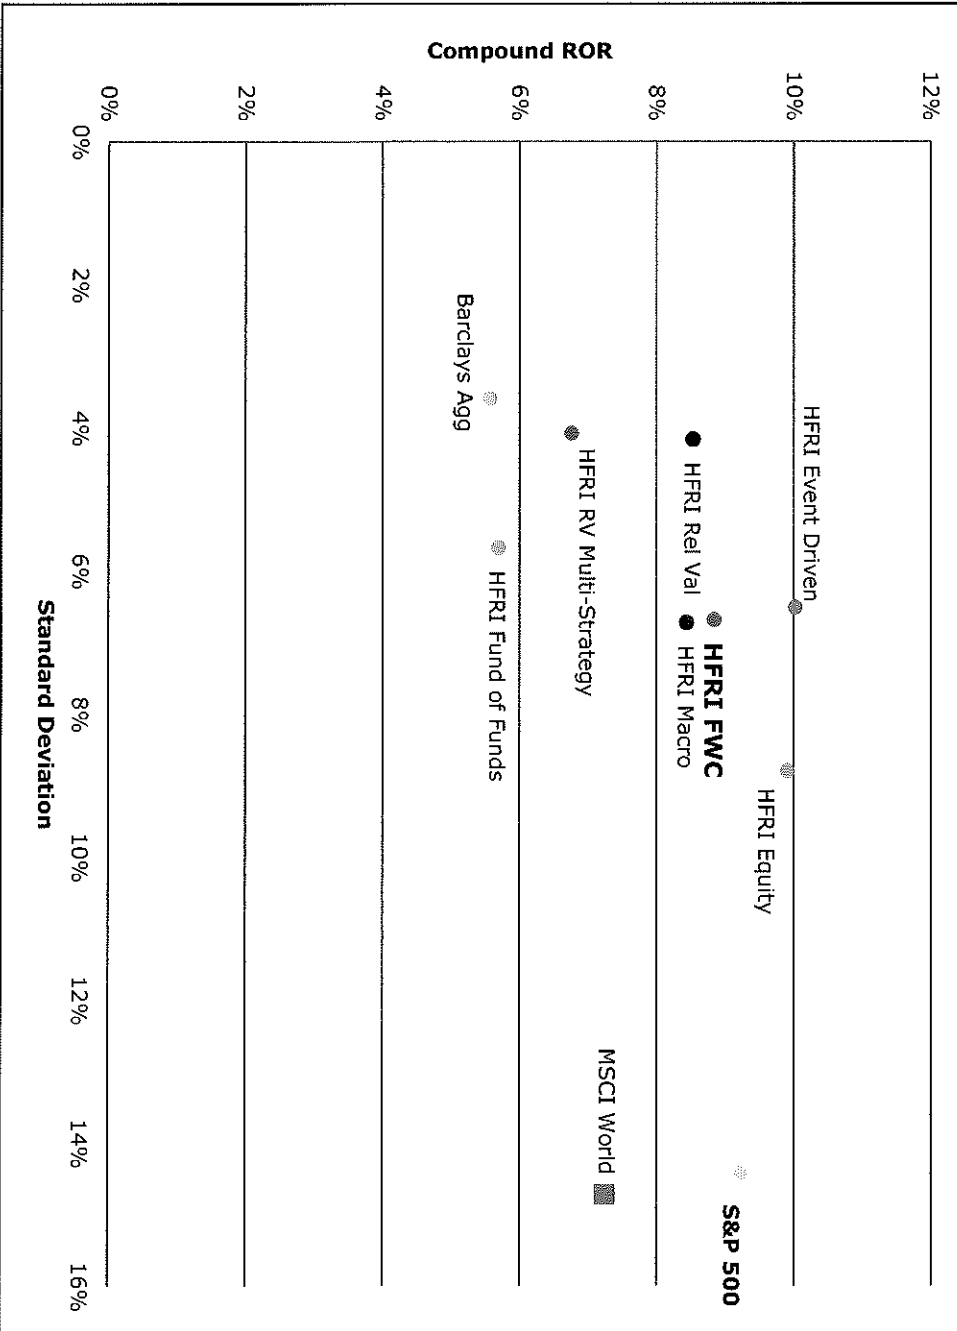 Compound ROR
12%
10%
8%
6%
4%
2%
0%
HFRI Event Driven
HFRI Equity
S&P 500
HFRI FWC
HFRI Rel Val
HFRI Macro
MSCI World
HFRI RV Multi-Strategy
HFRI Fund of Funds
Barclays Agg
0%
2%
4%
6%
8%
10%
12%
14%
16%
Standard Deviation